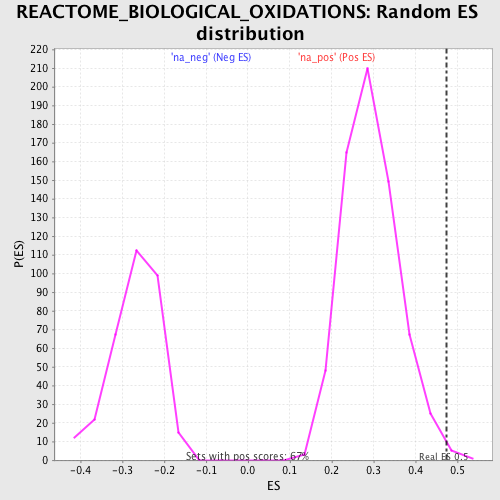 REACTOME_BIOLOGICAL_OXIDATIONS: Random ES
distribution
'na_neg' (Neg ES)
'na_pos' (Pos ES)
220
210
200
190
180
170
160
150
140
130
120
110
100
90
80
70
60
50
40
30
20
10
0
P(ES)
Sets with pos scores: 67%
Real ES 0.5
-0.4 -0.3 -0.2 -0.1 0.0 0.1 0.2 0.3 0.4 0.5
ES